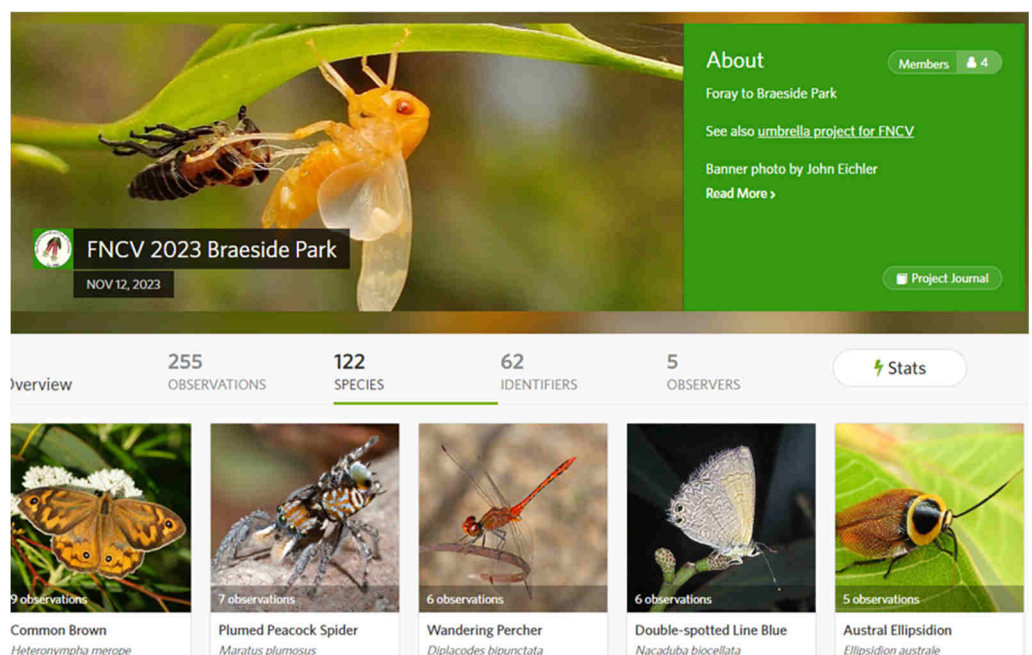 About
Members 4
Foray to Braeside Park
See also umbrella project for FNCV
Banner photo by John Eichler
Read More >
FNCV 2023 Braeside Park
NOV 12, 2023
Project Journal
Overview
255
OBSERVATIONS
122
SPECIES
62
IDENTIFIERS
5
OBSERVERS
Stats
9 observations
7 observations
6 observations
6 observations
5 observations
Common Brown
Plumed Peacock Spider
Wandering Percher
Double-spotted Line Blue
Austral Ellipsidion
Heteronympha merope
Maratus plumosus
Diplacodes bipunctata
Nacaduba biocellata
Ellipsidion australe